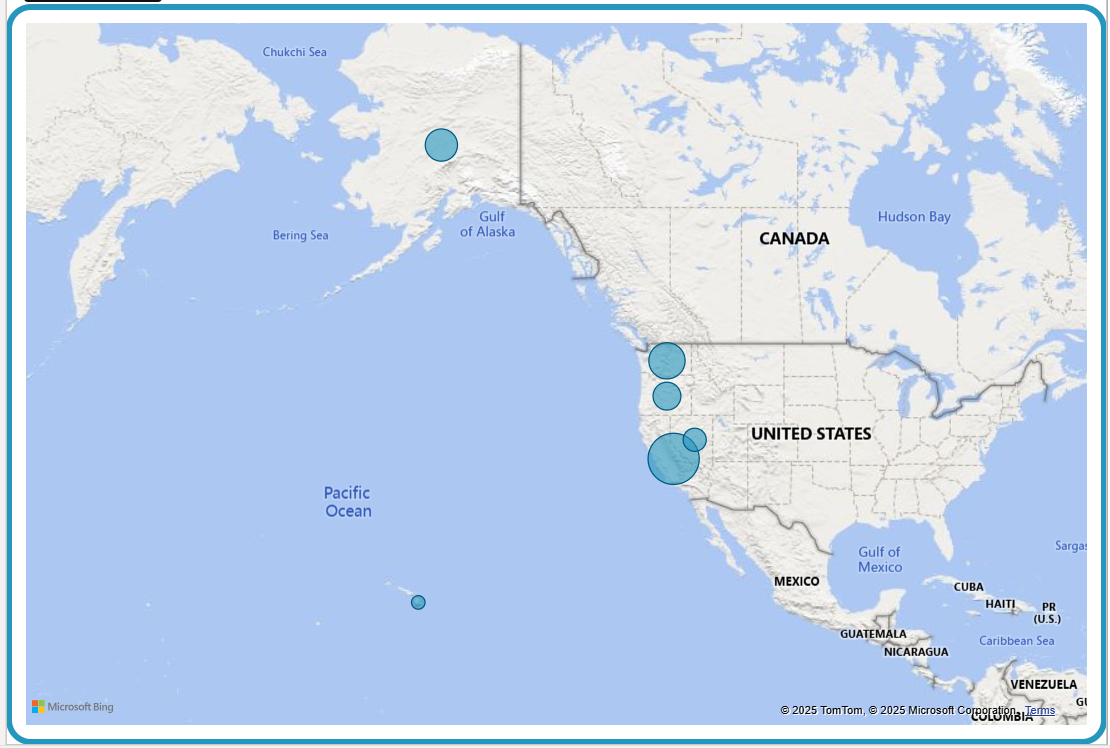 Chukchi Sea
Gulf
of Alaska
Bering Sea
Hudson Bay
CANADA
UNITED STATES
Pacific
Ocean
Gulf of
Mexico
MEXICO
CUBA
HAITI
PR
(U.S.)
GUATEMALA
Caribbean Sea
NICARAGUA
VENEZUELA
Microsoft Bing
© 2025 TomTom, © 2025 Microsoft Corporation Terms
COLOMBIA